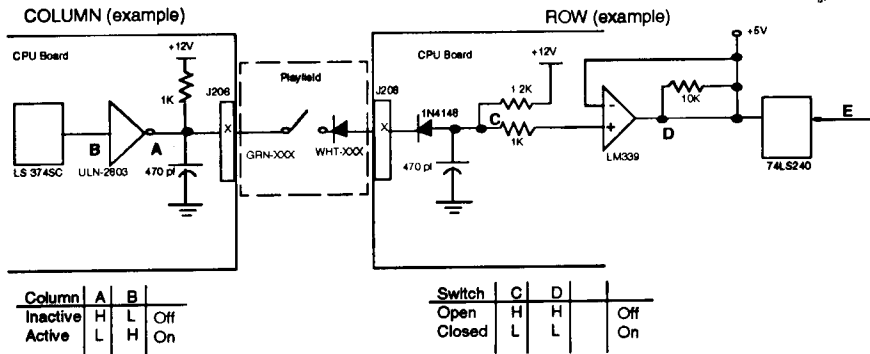 COLUMN (example)
CPU Board
+12V
1K
J206
X
B
A
LS 374SC
ULN-2803
470 pf
Playfield
GRN-XXX
WHT-XXX
ROW (example)
CPU Board
J208
X
1N4148
+12V
1.2K
C
1K
470 pf
-
+
LM339
D
10K
+5V
E
74LS240
Column A B
Inactive H L Off
Active L H On
Switch C D
Open H H Off
Closed L L On